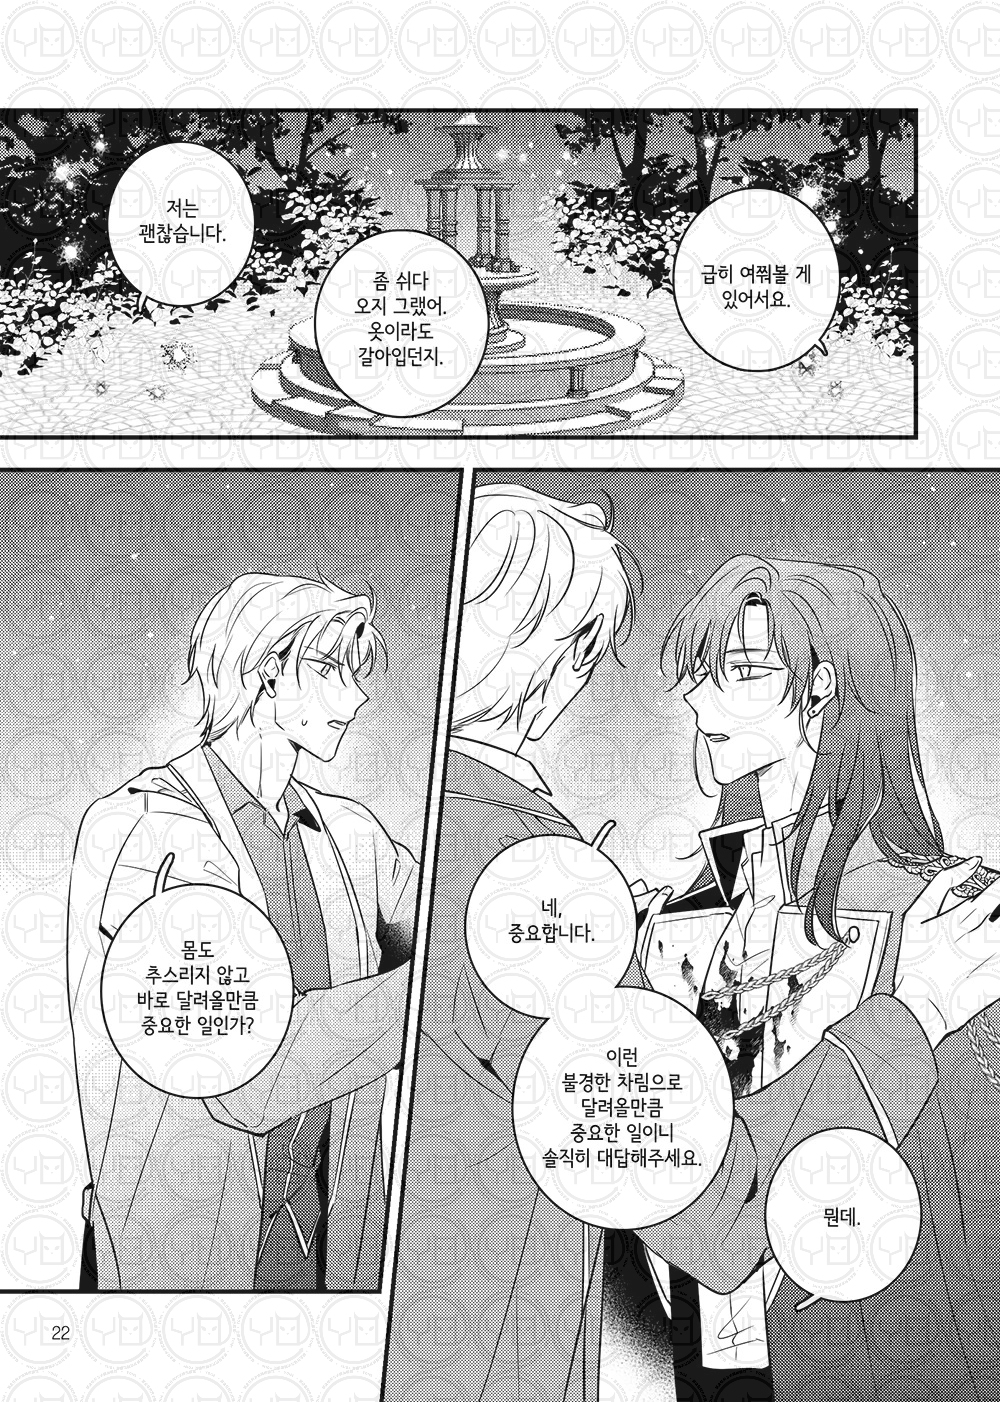 저는
괜찮습니다.
좀 쉬다
오지 그랬어.
옷이라도
갈아입던지.
급히 여쭤볼 게
있어서요.
몸도
추스리지 않고
바로 달려올만큼
중요한 일인가?
네,
중요합니다.
이런
불경한 차림으로
달려올만큼
중요한 일이니
솔직히 대답해주세요.
뭔데.
22